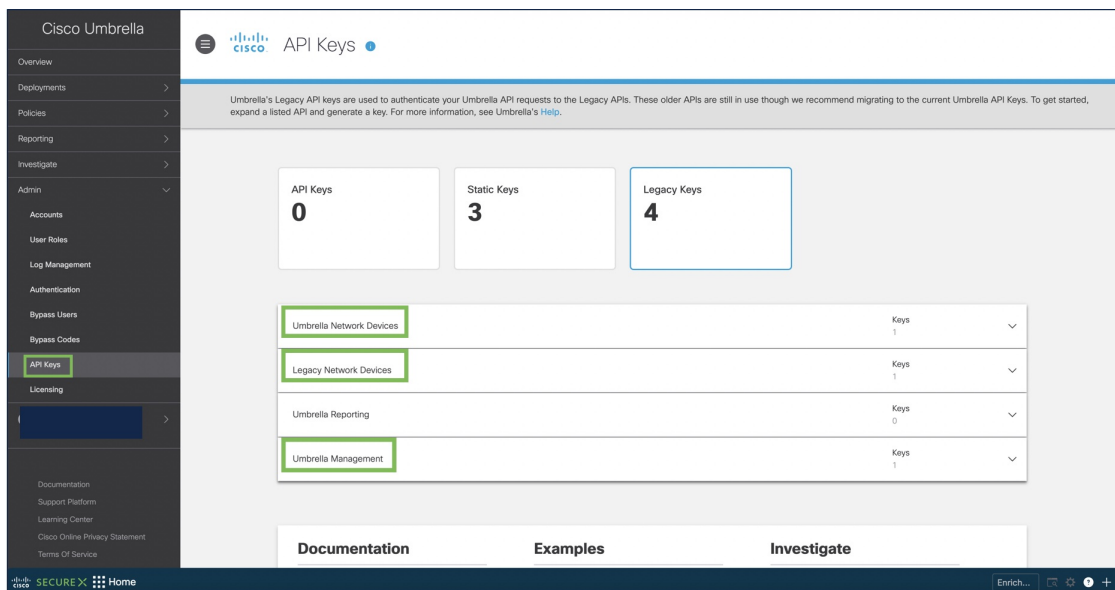 Cisco Umbrella
Overview
Deployments
Policies
Reporting
Investigate
Admin
Accounts
User Roles
Log Management
Authentication
Bypass Users
Bypass Codes
API Keys
Licensing
Documentation
Support Platform
Learning Center
Cisco Online Privacy Statement
Terms Of Service
CISCO
API Keys
Umbrella's Legacy API keys are used to authenticate your Umbrella API requests to the Legacy APIs. These older APIs are still in use though we recommend migrating to the current Umbrella API Keys. To get started,
expand a listed API and generate a key. For more information, see Umbrella's Help.
API Keys
0
Static Keys
3
Legacy Keys
4
Umbrella Network Devices
Keys
1
Legacy Network Devices
Keys
1
Umbrella Reporting
Keys
0
Umbrella Management
Keys
1
Documentation
Examples
Investigate
CISCO SECUREX Home
Enrich...